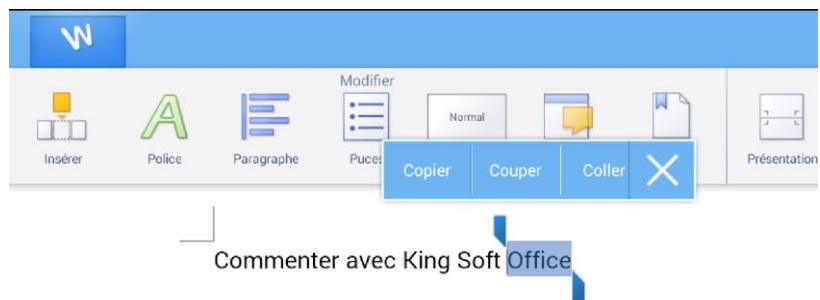 W
Modifier
Normal
Insérer Police Paragraphe Puces Présentation
Copier Couper Coller
Commenter avec King Soft Office